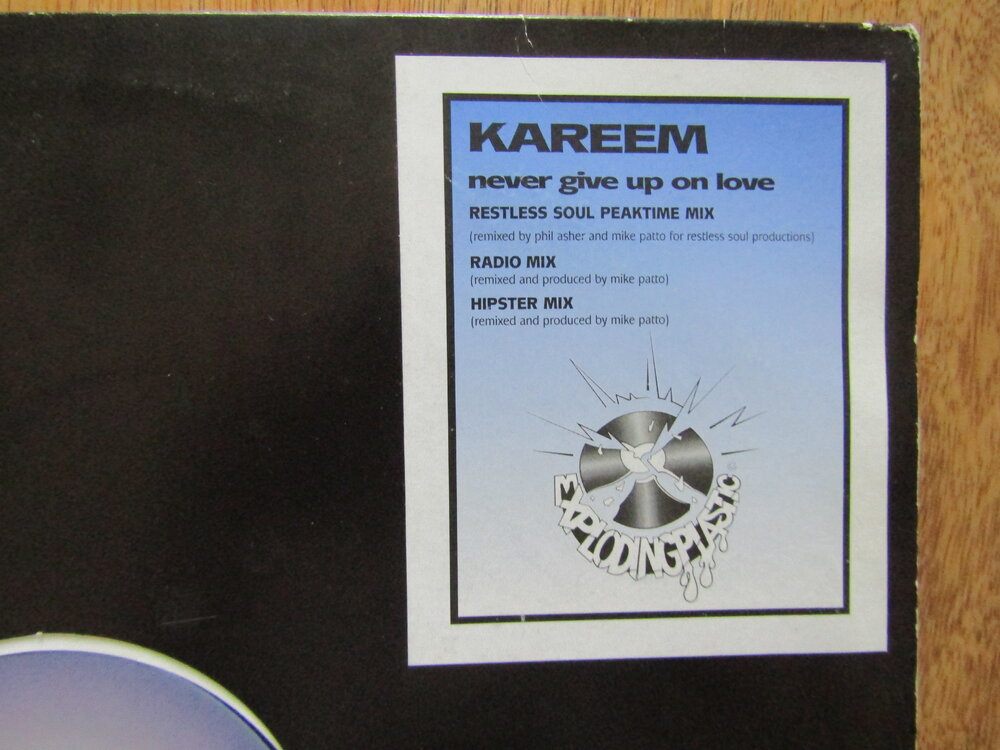 KAREEM
never give up on love
RESTLESS SOUL PEAKTIME MIX
(remixed by phil asher and mike patto for restless soul productions)
RADIO MIX
(remixed and produced by mike patto)
HIPSTER MIX
(remixed and produced by mike patto)
EXPLODINGPLASTIC